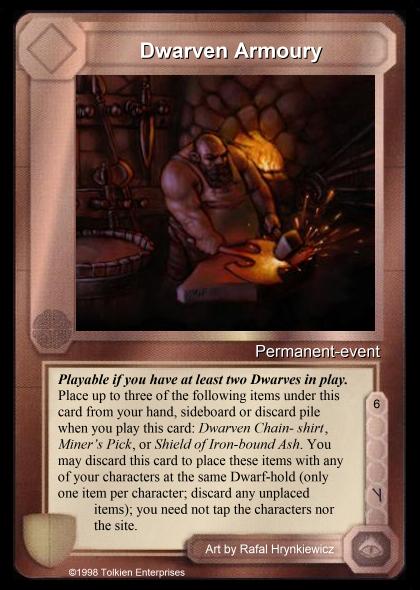 Dwarven Armoury
Permanent-event
Playable if you have at least two Dwarves in play.
Place up to three of the following items under this
card from your hand, sideboard or discard pile
when you play this card: Dwarven Chain- shirt,
Miner's Pick, or Shield of Iron-bound Ash. You
may discard this card to place these items with any
of your characters at the same Dwarf-hold (only
one item per character; discard any unplaced
items); you need not tap the characters nor
the site.
6
Art by Rafal Hrynkiewicz
©1998 Tolkien Enterprises